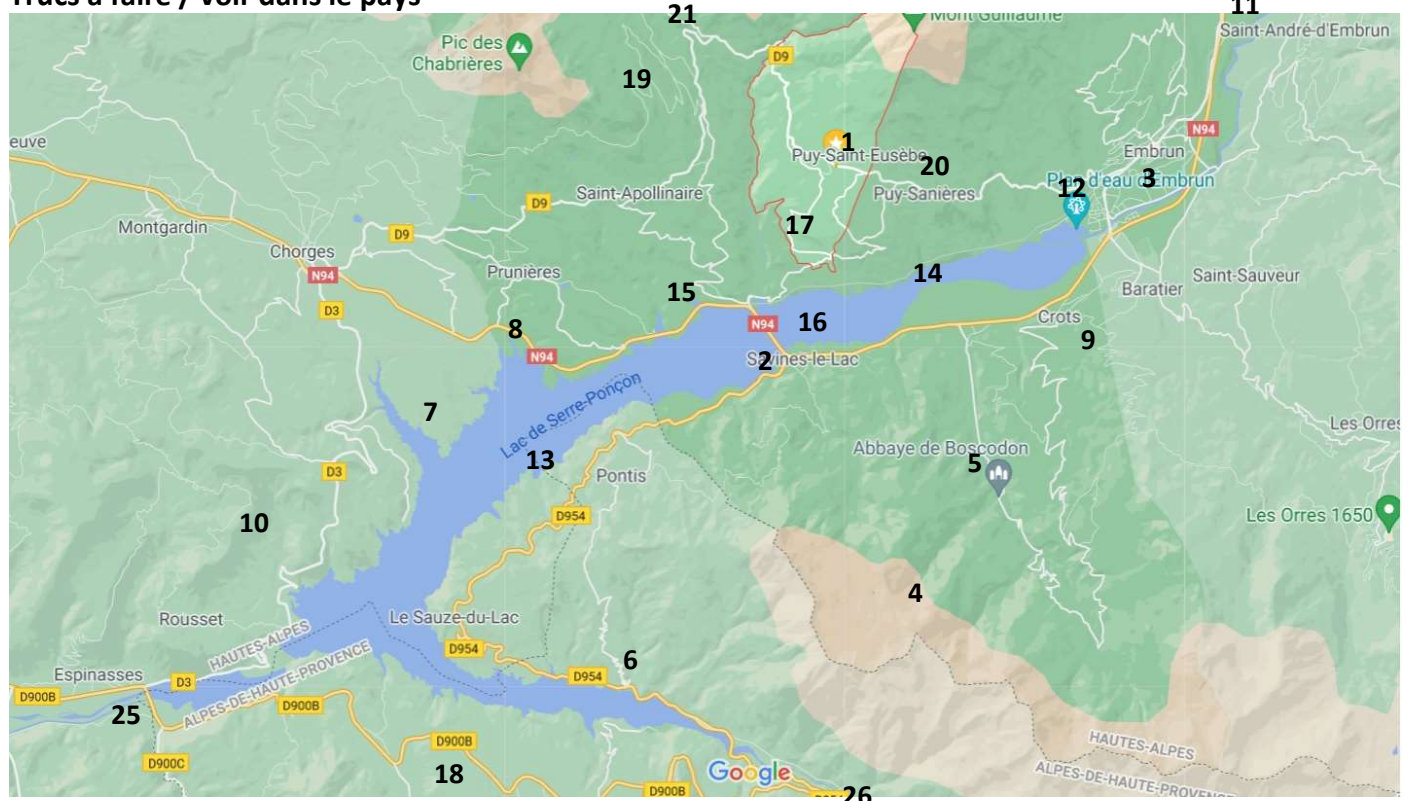 Trucs à faire / voir dans le pays
21
11
Mont Guillaume
Saint-André-d'Embrun
Pic des
Chabrières
D9
19
N94
euve
1
Embrun
Puy-Saint-Eusèbe
20
Plan d'eau d'Embrun
3
12
Saint-Apollinaire
Puy-Sanières
D9
Montgardin
17
D9
Chorges
N94
Prunières
14
Saint-Sauveur
15
Baratier
D3
8
N94
16
Crots
9
N94
2
Savines-le-Lac
7
Lac de Serre-Ponçon
Les Orres
Abbaye de Boscodon
5
D3
13
Pontis
10
D954
Les Orres 1650
4
Rousset
Le Sauze-du-Lac
HAUTES-ALPES
ALPES-DE-HAUTE-PROVENCE
D954
6
Espinasses
D3
D954
D900B
D900B
25
D900B
HAUTES-ALPES
D900C
18
Google
ALPES-DE-HAUTE-PROVENCE
D900B
26